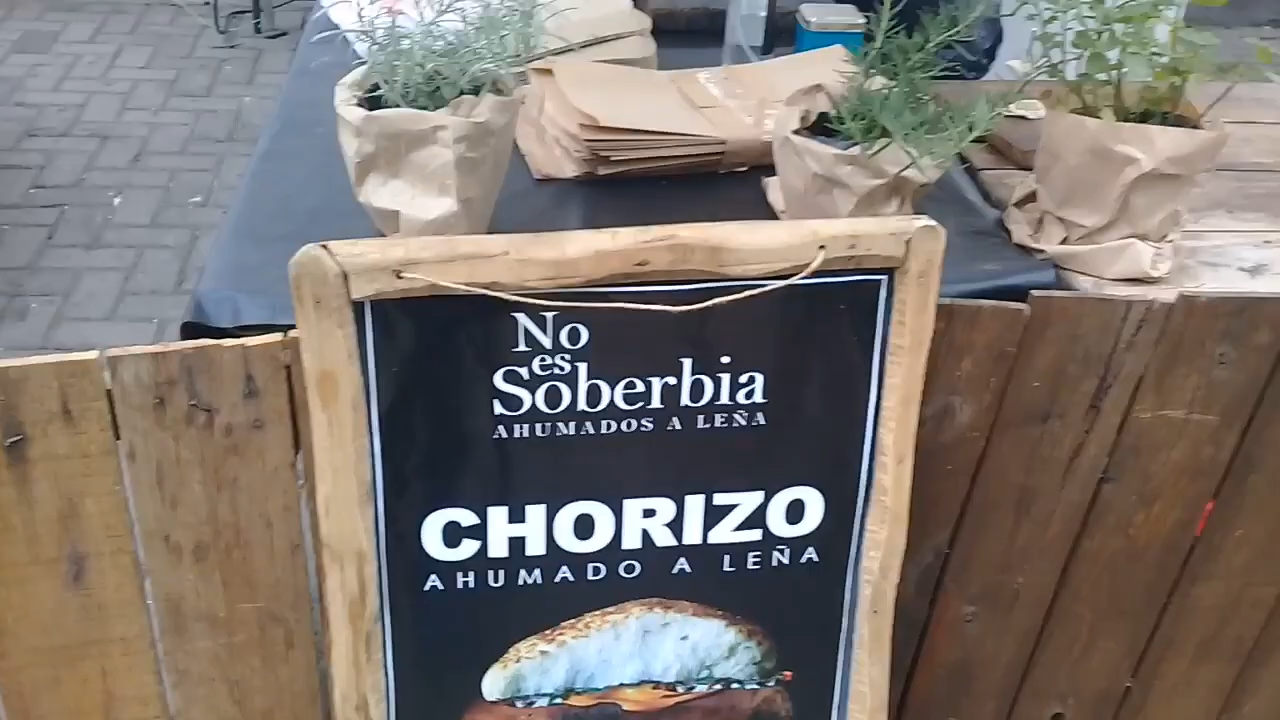 No
es
Soberbia
AHUMADOS A LEÑA
CHORIZO
AHUMADO A LEÑA